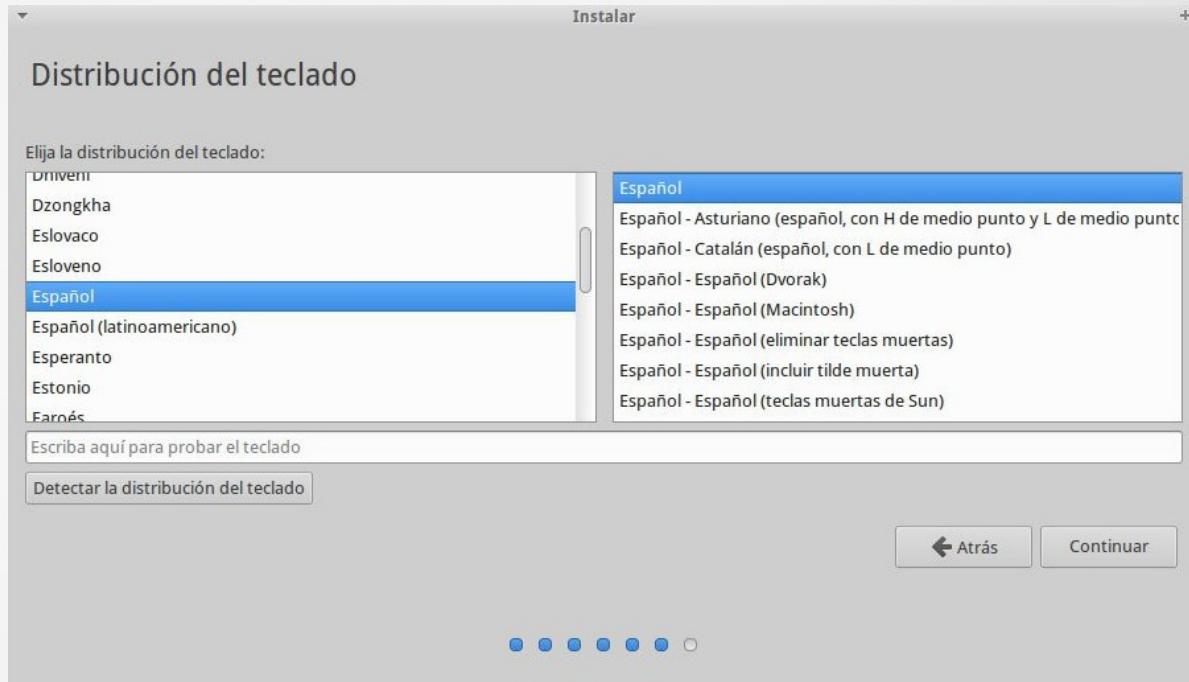 Instalar
Distribución del teclado
Elija la distribución del teclado:
Dhivehi
Dzongkha
Eslovaco
Esloveno
Español
Español (latinoamericano)
Esperanto
Estonio
Faroés
Español
Español - Asturiano (español, con H de medio punto y L de medio punto
Español - Catalán (español, con L de medio punto)
Español - Español (Dvorak)
Español - Español (Macintosh)
Español - Español (eliminar teclas muertas)
Español - Español (incluir tilde muerta)
Español - Español (teclas muertas de Sun)
Escriba aquí para probar el teclado
Detectar la distribución del teclado
Atrás
Continuar